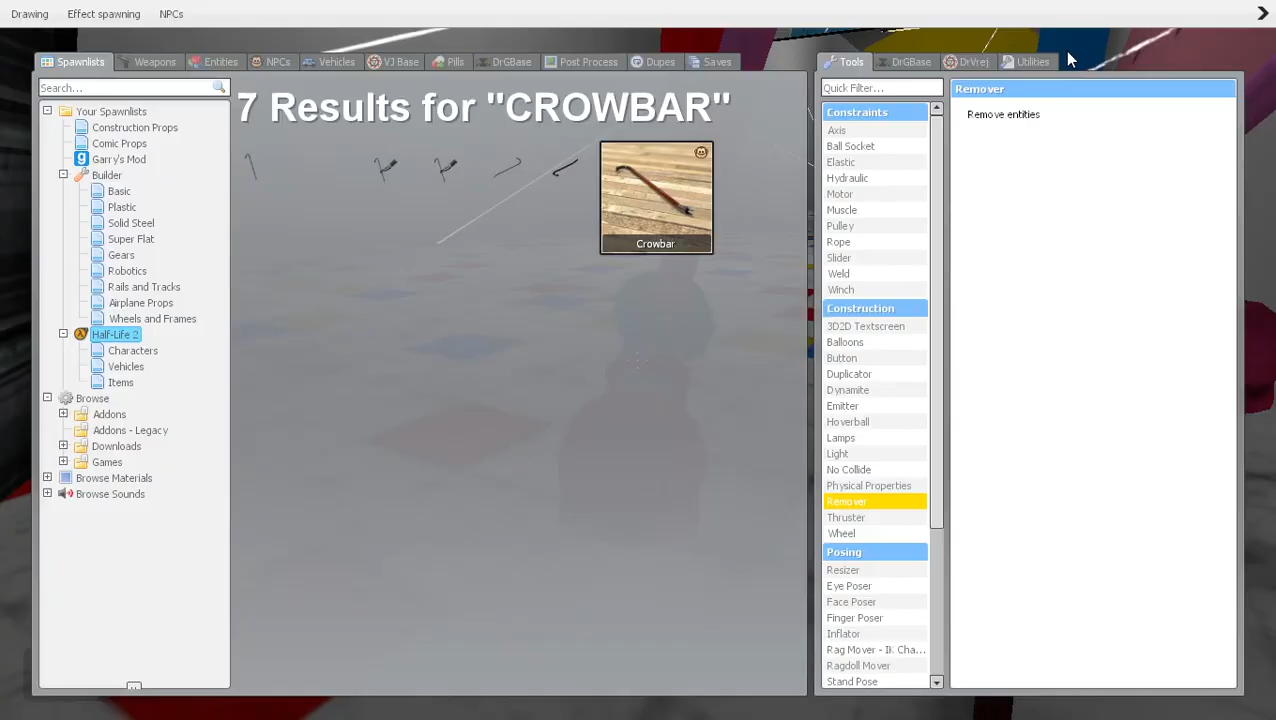 Drawing Effect spawning NPCs
Spawnlists Weapons Entities NPCs Vehicles VJ Base Pills DrGBase Post Process Dupes Saves
Search...
7 Results for "CROWBAR"
Your Spawnlists
Construction Props
Comic Props
Garry's Mod
Builder
Basic
Plastic
Solid Steel
Super Flat
Gears
Robotics
Rails and Tracks
Airplane Props
Wheels and Frames
Half-Life 2
Characters
Vehicles
Items
Browse
Addons
Addons - Legacy
Downloads
Games
Browse Materials
Browse Sounds
Crowbar
Tools DrGBase DrVrej Utilities
Quick Filter...
Constraints
Axis
Ball Socket
Elastic
Hydraulic
Motor
Muscle
Pulley
Rope
Slider
Weld
Winch
Construction
3D2D Textscreen
Balloons
Button
Duplicator
Dynamite
Emitter
Hoverball
Lamps
Light
No Collide
Physical Properties
Remover
Thruster
Wheel
Posing
Resizer
Eye Poser
Face Poser
Finger Poser
Inflator
Rag Mover - IK Cha...
Ragdoll Mover
Stand Pose
Remover
Remove entities